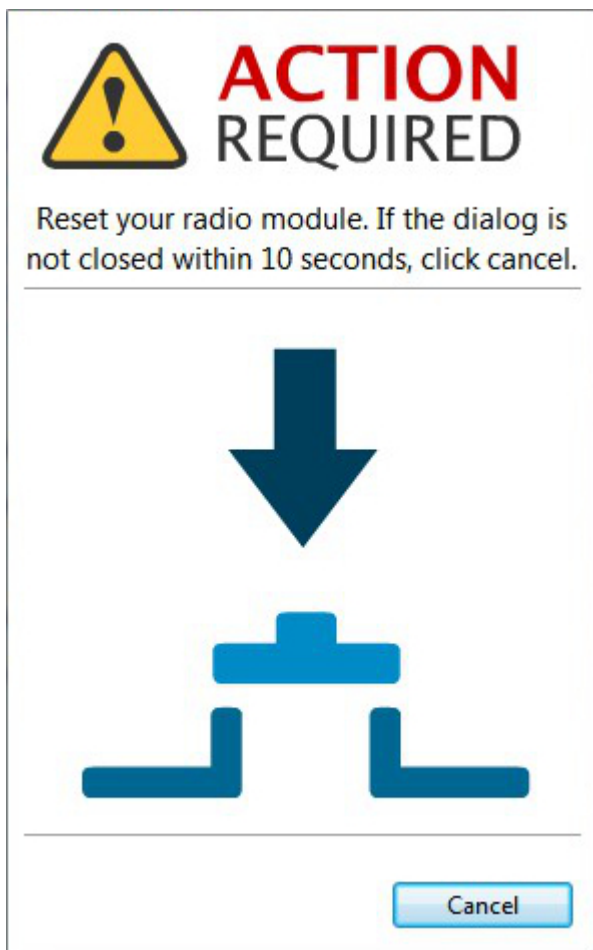 ACTION
REQUIRED
Reset your radio module. If the dialog is
not closed within 10 seconds, click cancel.
Cancel